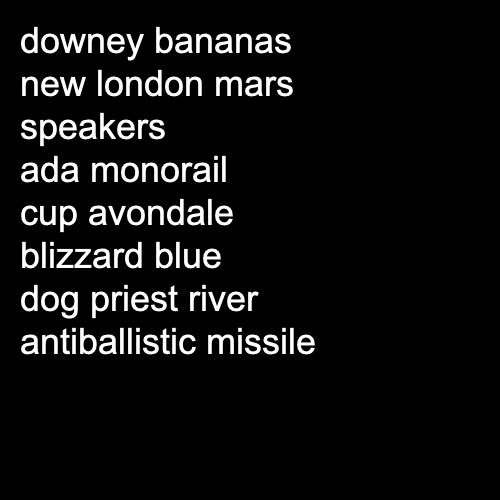 downey bananas
new london mars
speakers
ada monorail
cup avondale
blizzard blue
dog priest river
antiballistic missile